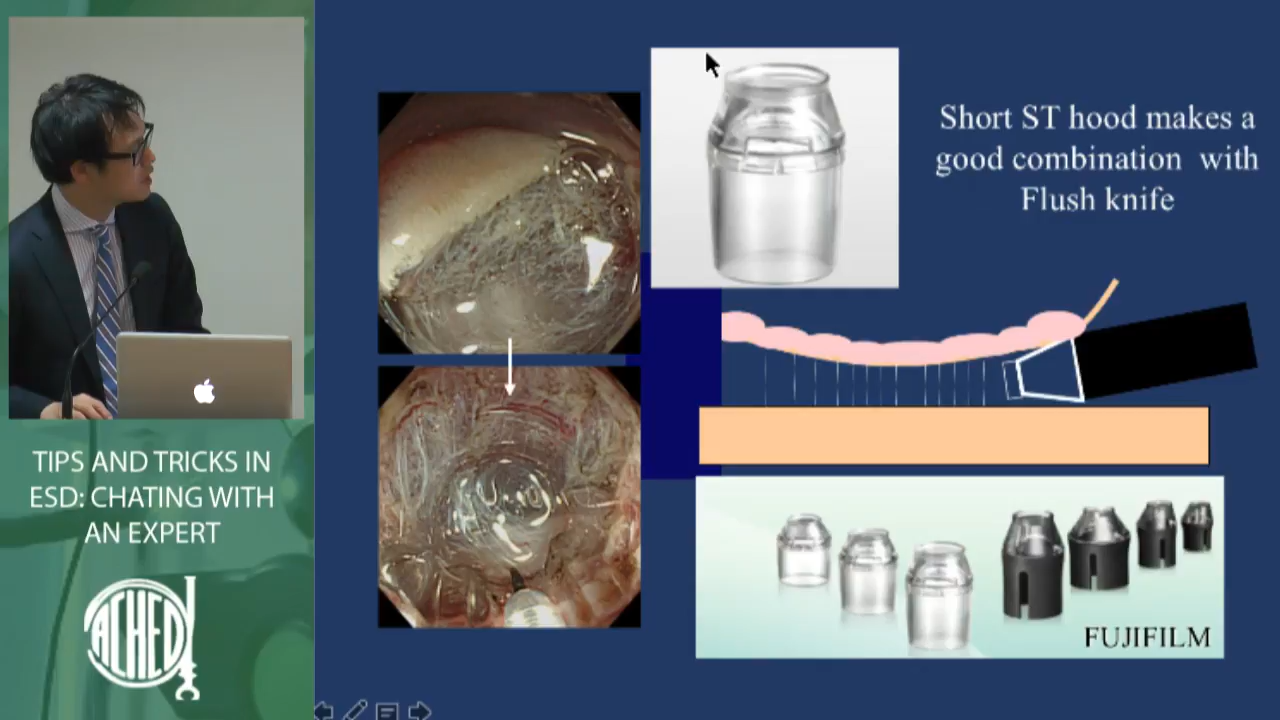 Short ST hood makes a
good combination with
Flush knife
TIPS AND TRICKS IN
ESD: CHATING WITH
AN EXPERT
ACHED
FUJIFILM